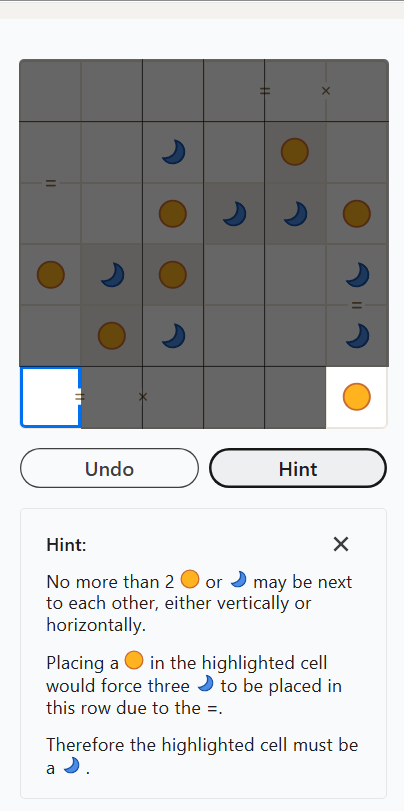 = ×
=
=
= ×
Undo Hint
Hint:
No more than 2 or may be next
to each other, either vertically or
horizontally.
Placing a in the highlighted cell
would force three to be placed in
this row due to the =.
Therefore the highlighted cell must be
a .